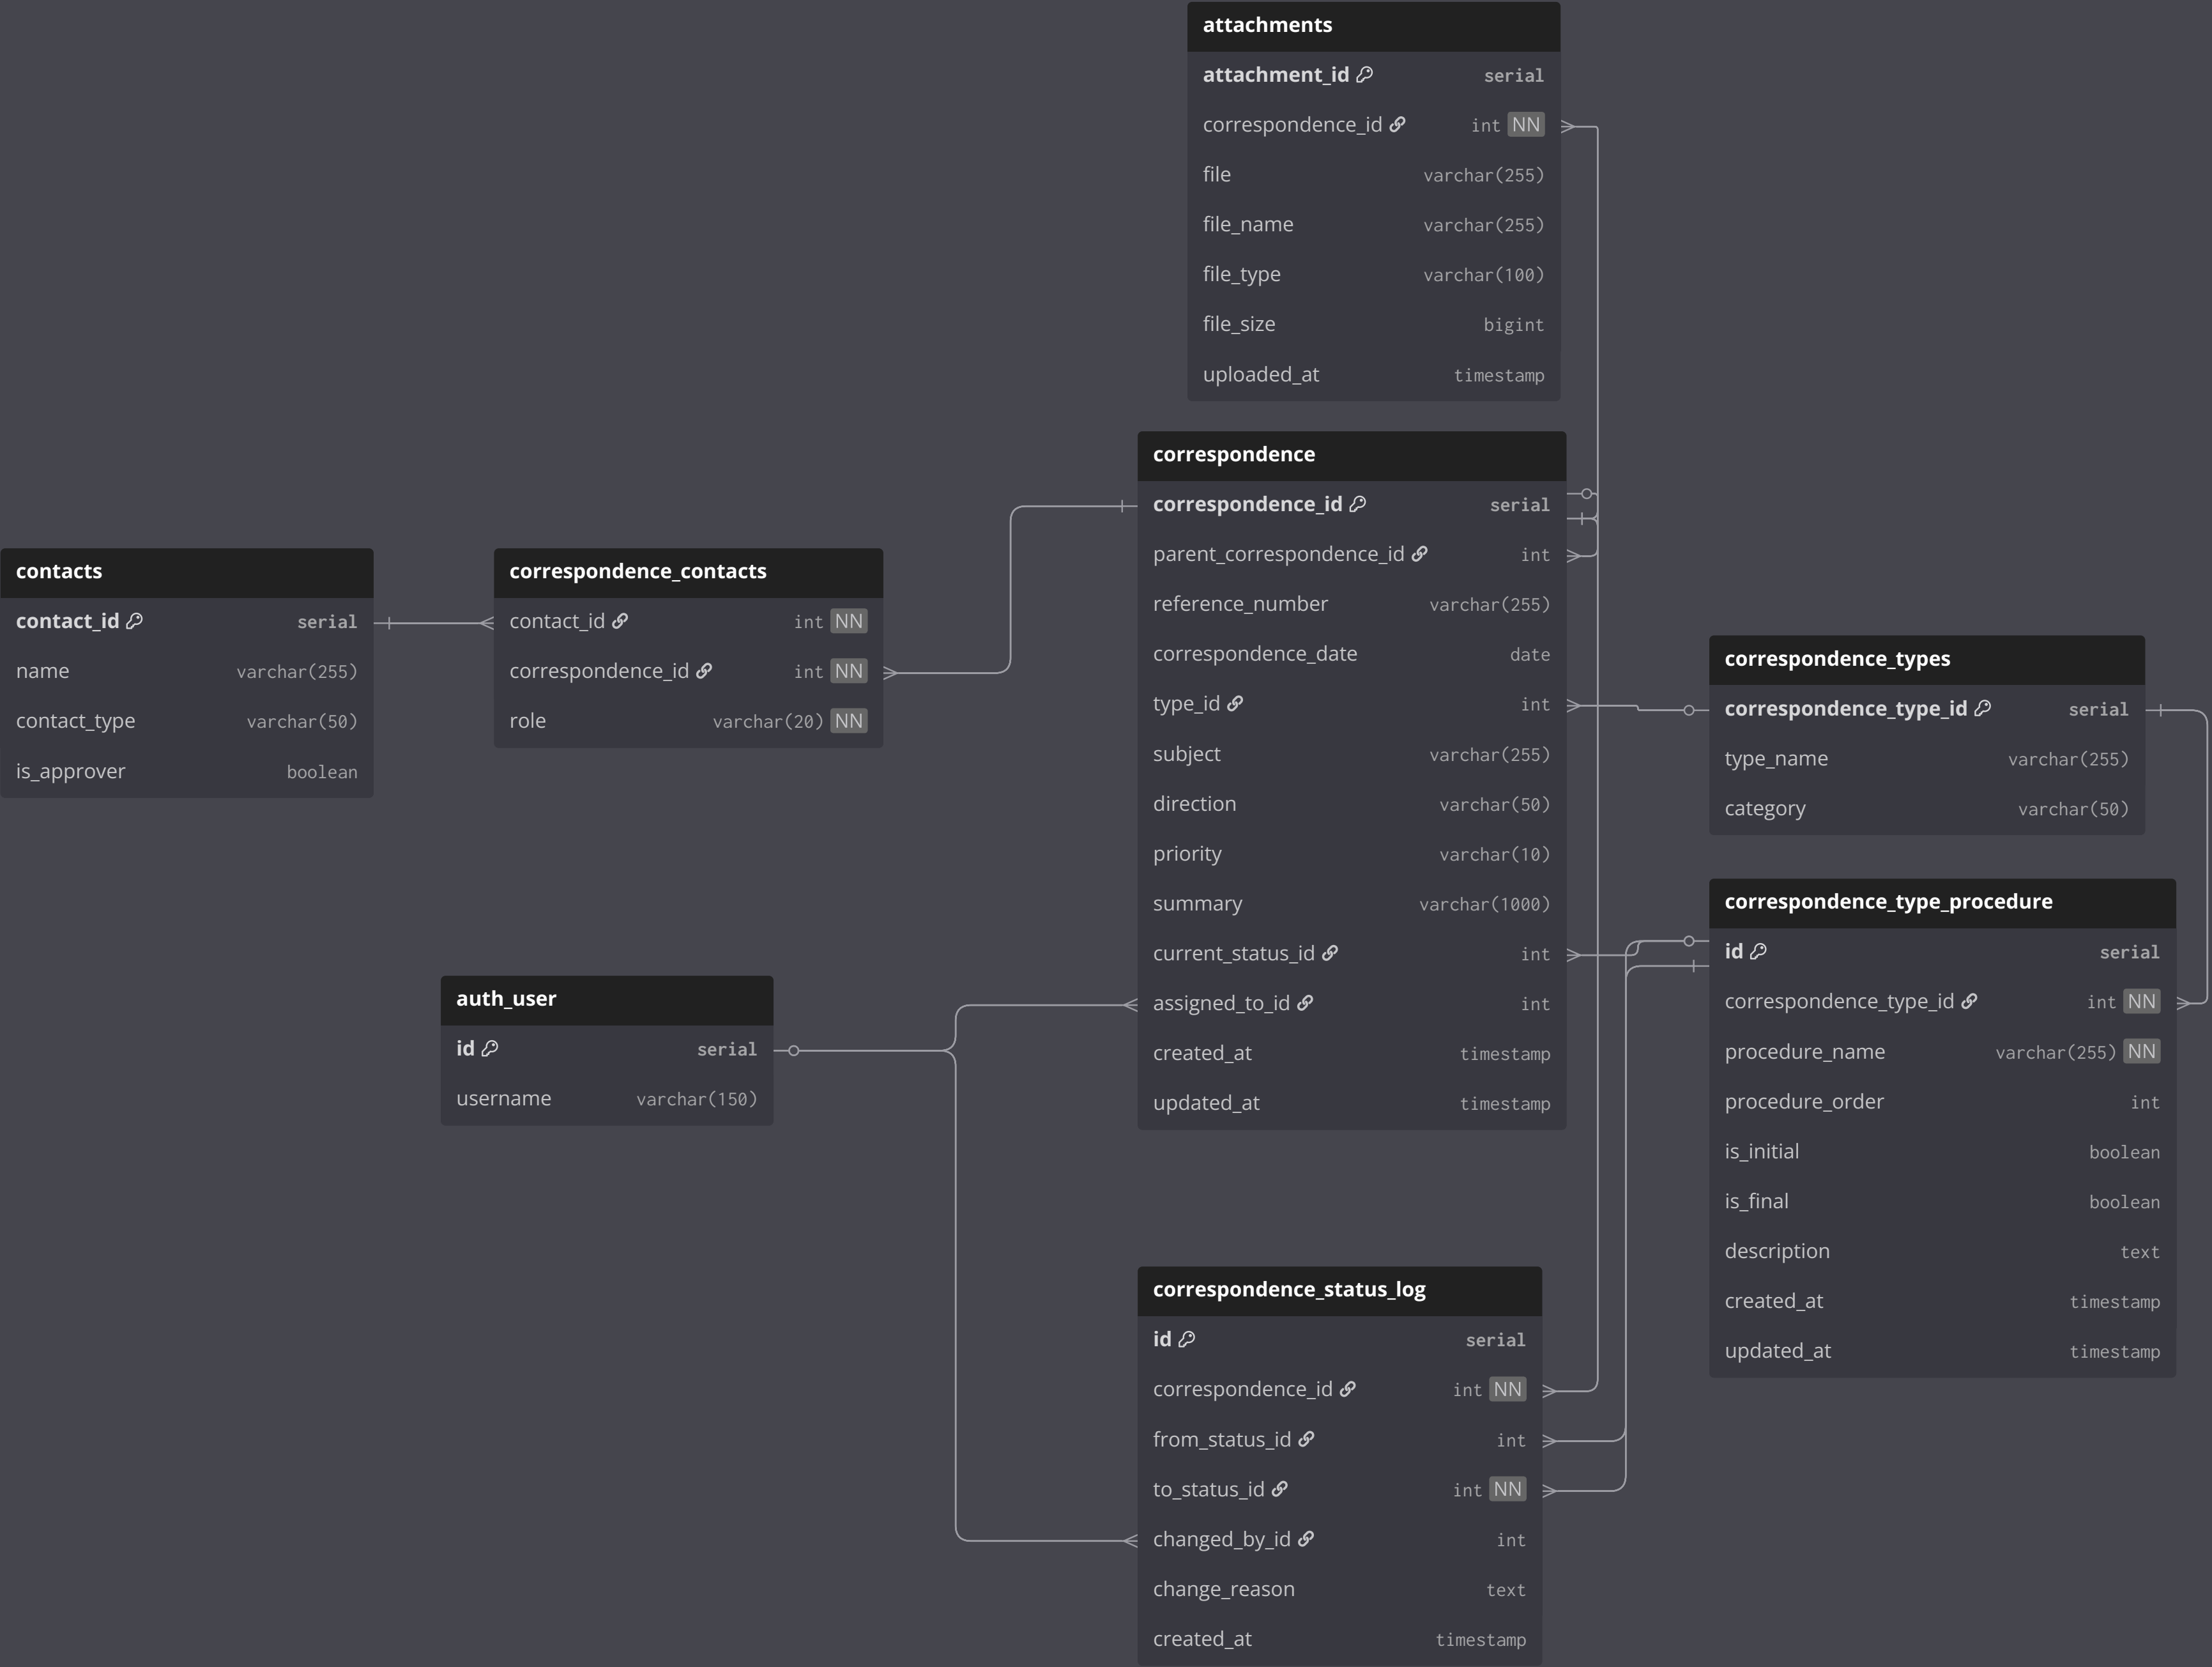 attachments
attachment_id serial
correspondence_id int NN
file varchar(255)
file_name varchar(255)
file_type varchar(100)
file_size bigint
uploaded_at timestamp
correspondence
correspondence_id serial
parent_correspondence_id int
reference_number varchar(255)
correspondence_date date
type_id int
subject varchar(255)
direction varchar(50)
priority varchar(10)
summary varchar(1000)
current_status_id int
assigned_to_id int
created_at timestamp
updated_at timestamp
contacts
contact_id serial
name varchar(255)
contact_type varchar(50)
is_approver boolean
correspondence_contacts
contact_id int NN
correspondence_id int NN
role varchar(20) NN
correspondence_types
correspondence_type_id serial
type_name varchar(255)
category varchar(50)
correspondence_type_procedure
id serial
correspondence_type_id int NN
procedure_name varchar(255) NN
procedure_order int
is_initial boolean
is_final boolean
description text
created_at timestamp
updated_at timestamp
auth_user
id serial
username varchar(150)
correspondence_status_log
id serial
correspondence_id int NN
from_status_id int
to_status_id int NN
changed_by_id int
change_reason text
created_at timestamp